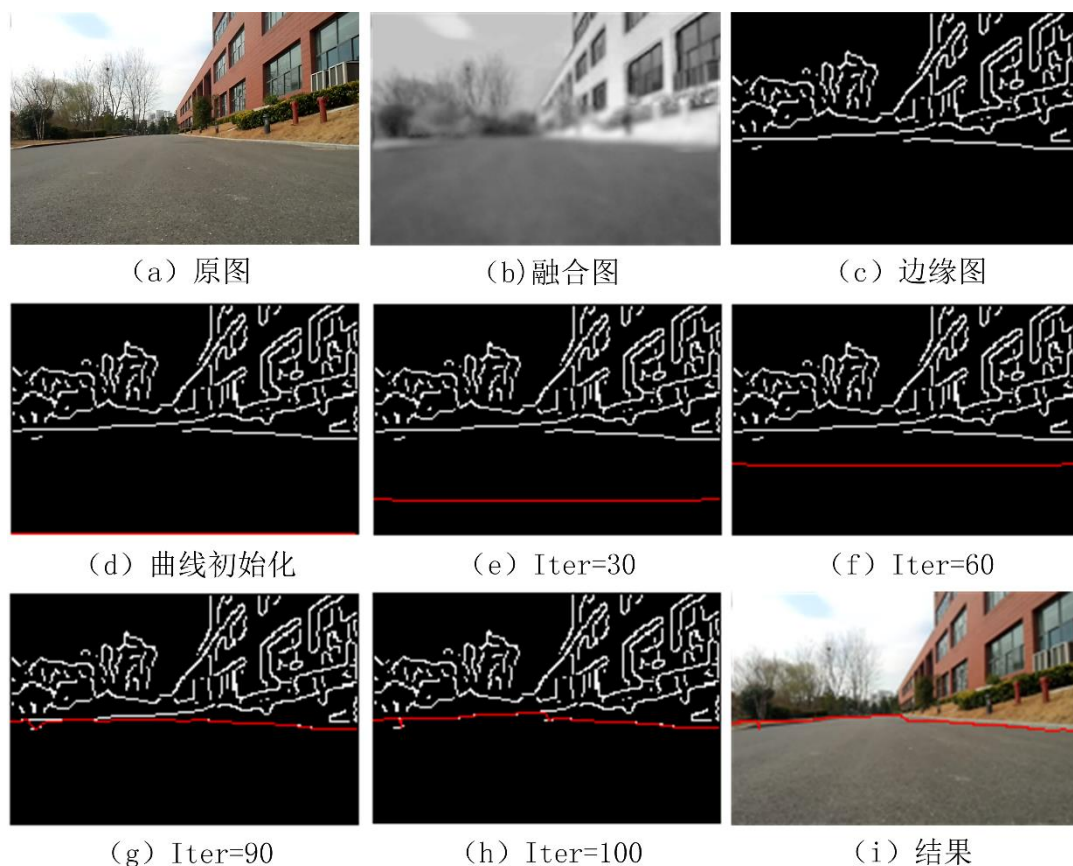 (a) 原图
(b)融合图
(c) 边缘图
(d) 曲线初始化
(e) Iter=30
(f) Iter=60
(g) Iter=90
(h) Iter=100
(i) 结果